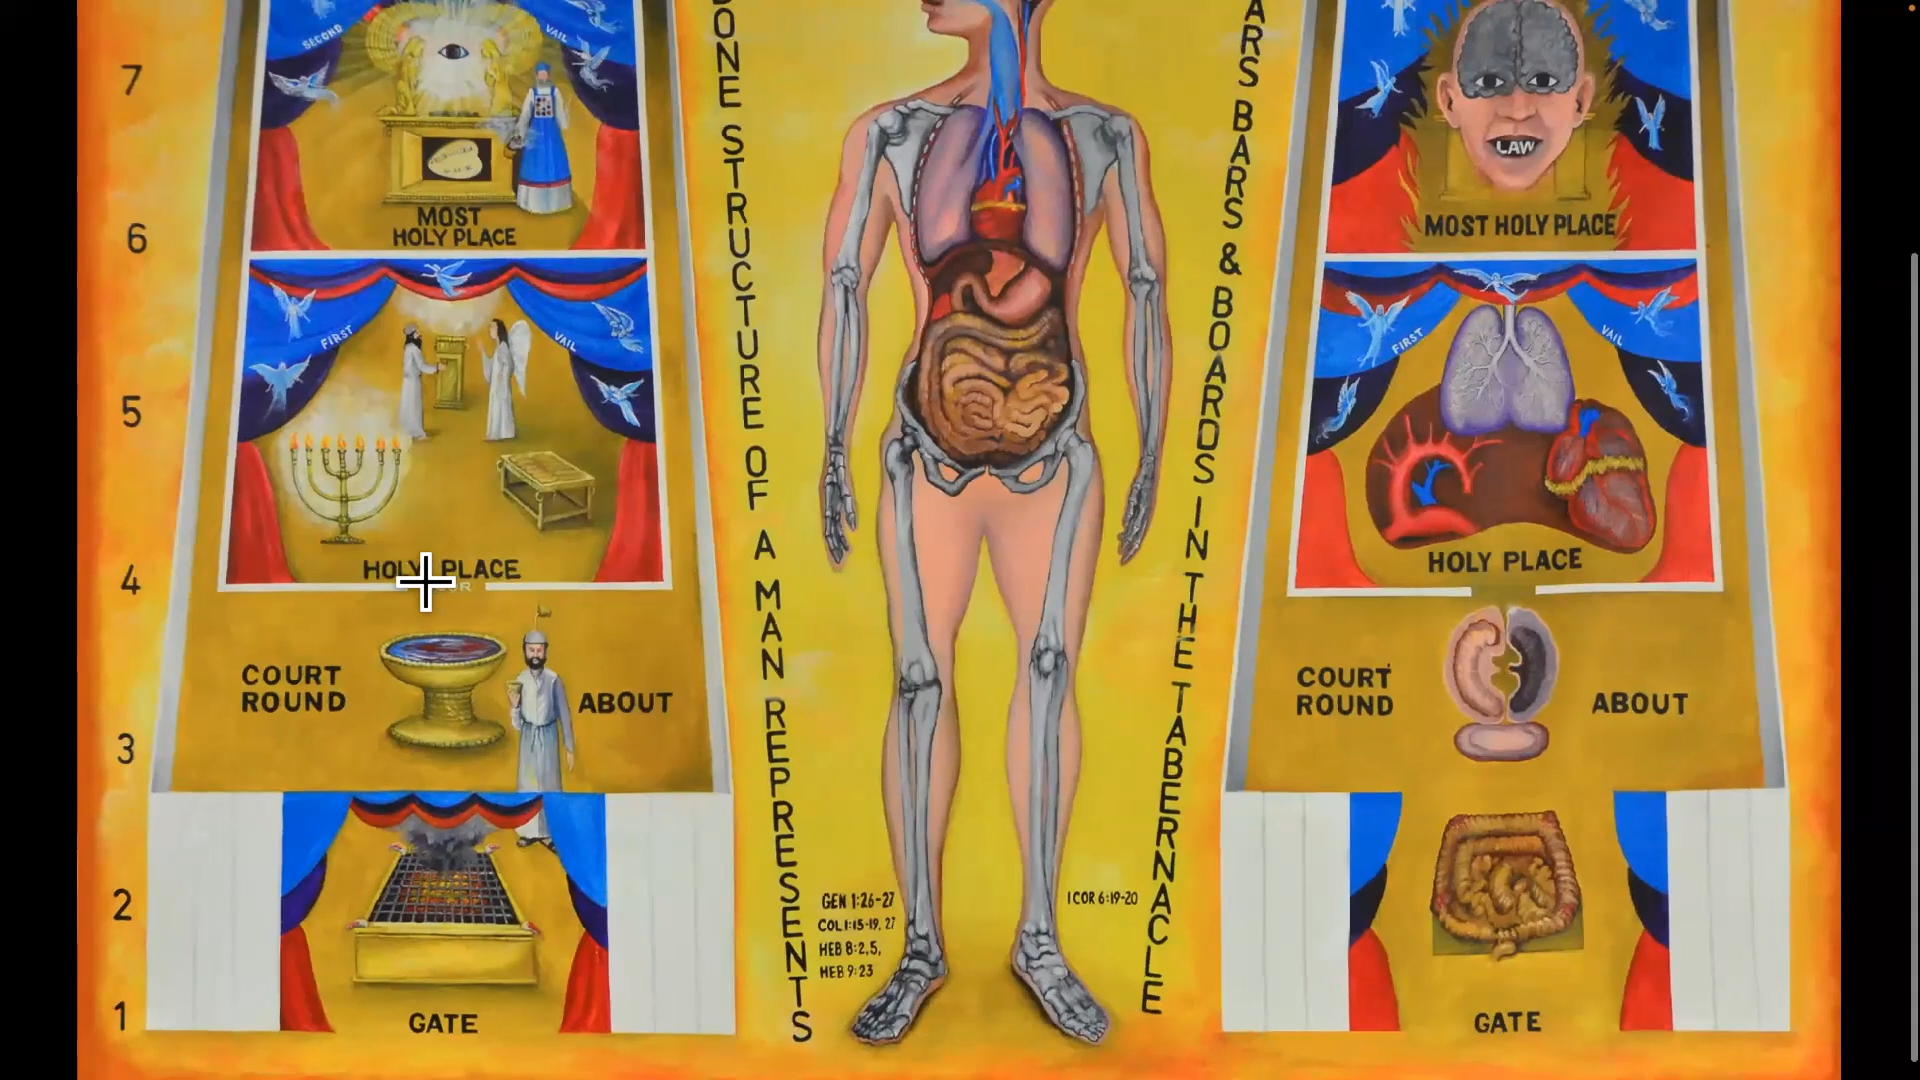 7
6
5
4
3
2
1
SECOND
VAIL
MOST
HOLY PLACE
FIRST
VAIL
HOLY PLACE
COURT
ROUND
ABOUT
GATE
BONE STRUCTURE OF A MAN REPRESENTS
GEN 1:26-27
COL 1:15-19, 27
HEB 8:2,5,
HEB 9:23
I COR 6:19-20
BARS & BOARDS IN THE TABERNACLE
LAW
MOST HOLY PLACE
FIRST
VAIL
HOLY PLACE
COURT
ROUND
ABOUT
GATE